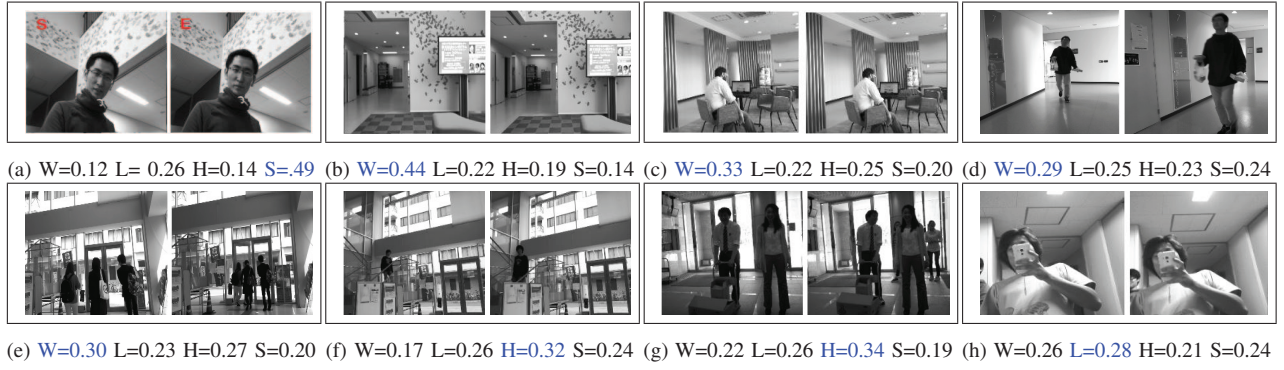 S E
(a) W=0.12 L= 0.26 H=0.14 S=.49 (b) W=0.44 L=0.22 H=0.19 S=0.14 (c) W=0.33 L=0.22 H=0.25 S=0.20 (d) W=0.29 L=0.25 H=0.23 S=0.24
(e) W=0.30 L=0.23 H=0.27 S=0.20 (f) W=0.17 L=0.26 H=0.32 S=0.24 (g) W=0.22 L=0.26 H=0.34 S=0.19 (h) W=0.26 L=0.28 H=0.21 S=0.24